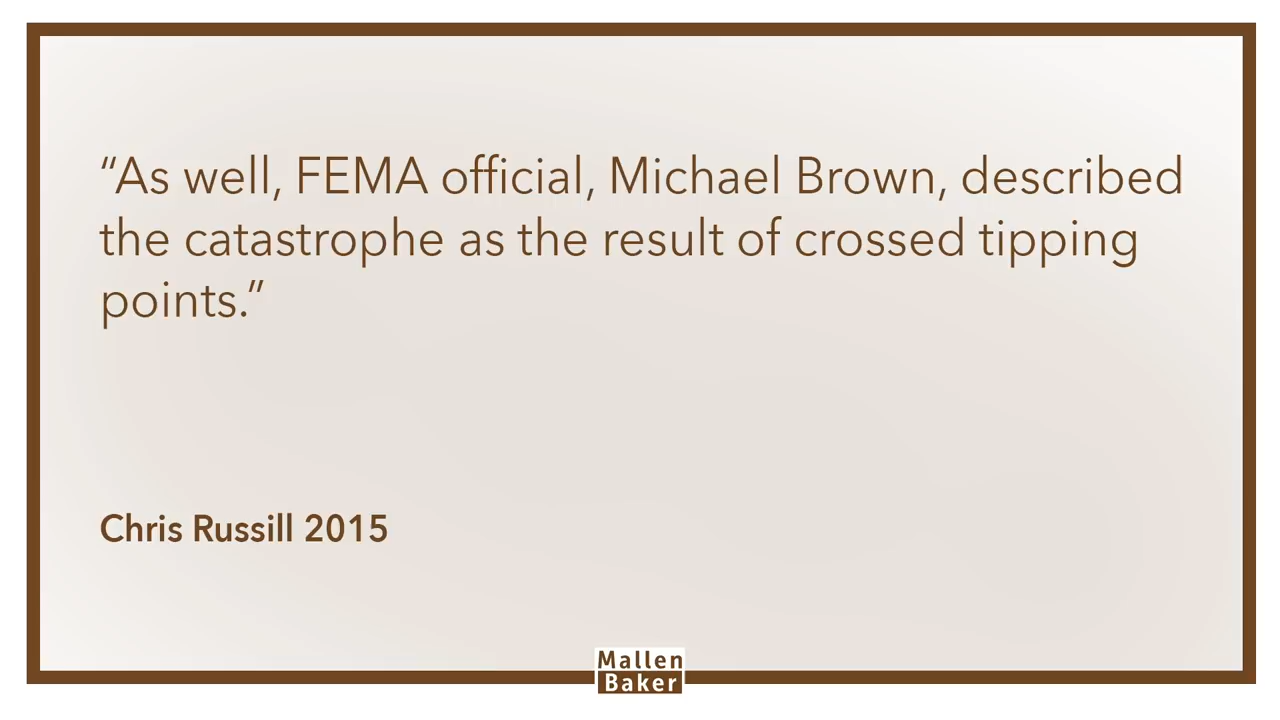 “As well, FEMA official, Michael Brown, described
the catastrophe as the result of crossed tipping
points.”
Chris Russill 2015
Mallen
Baker